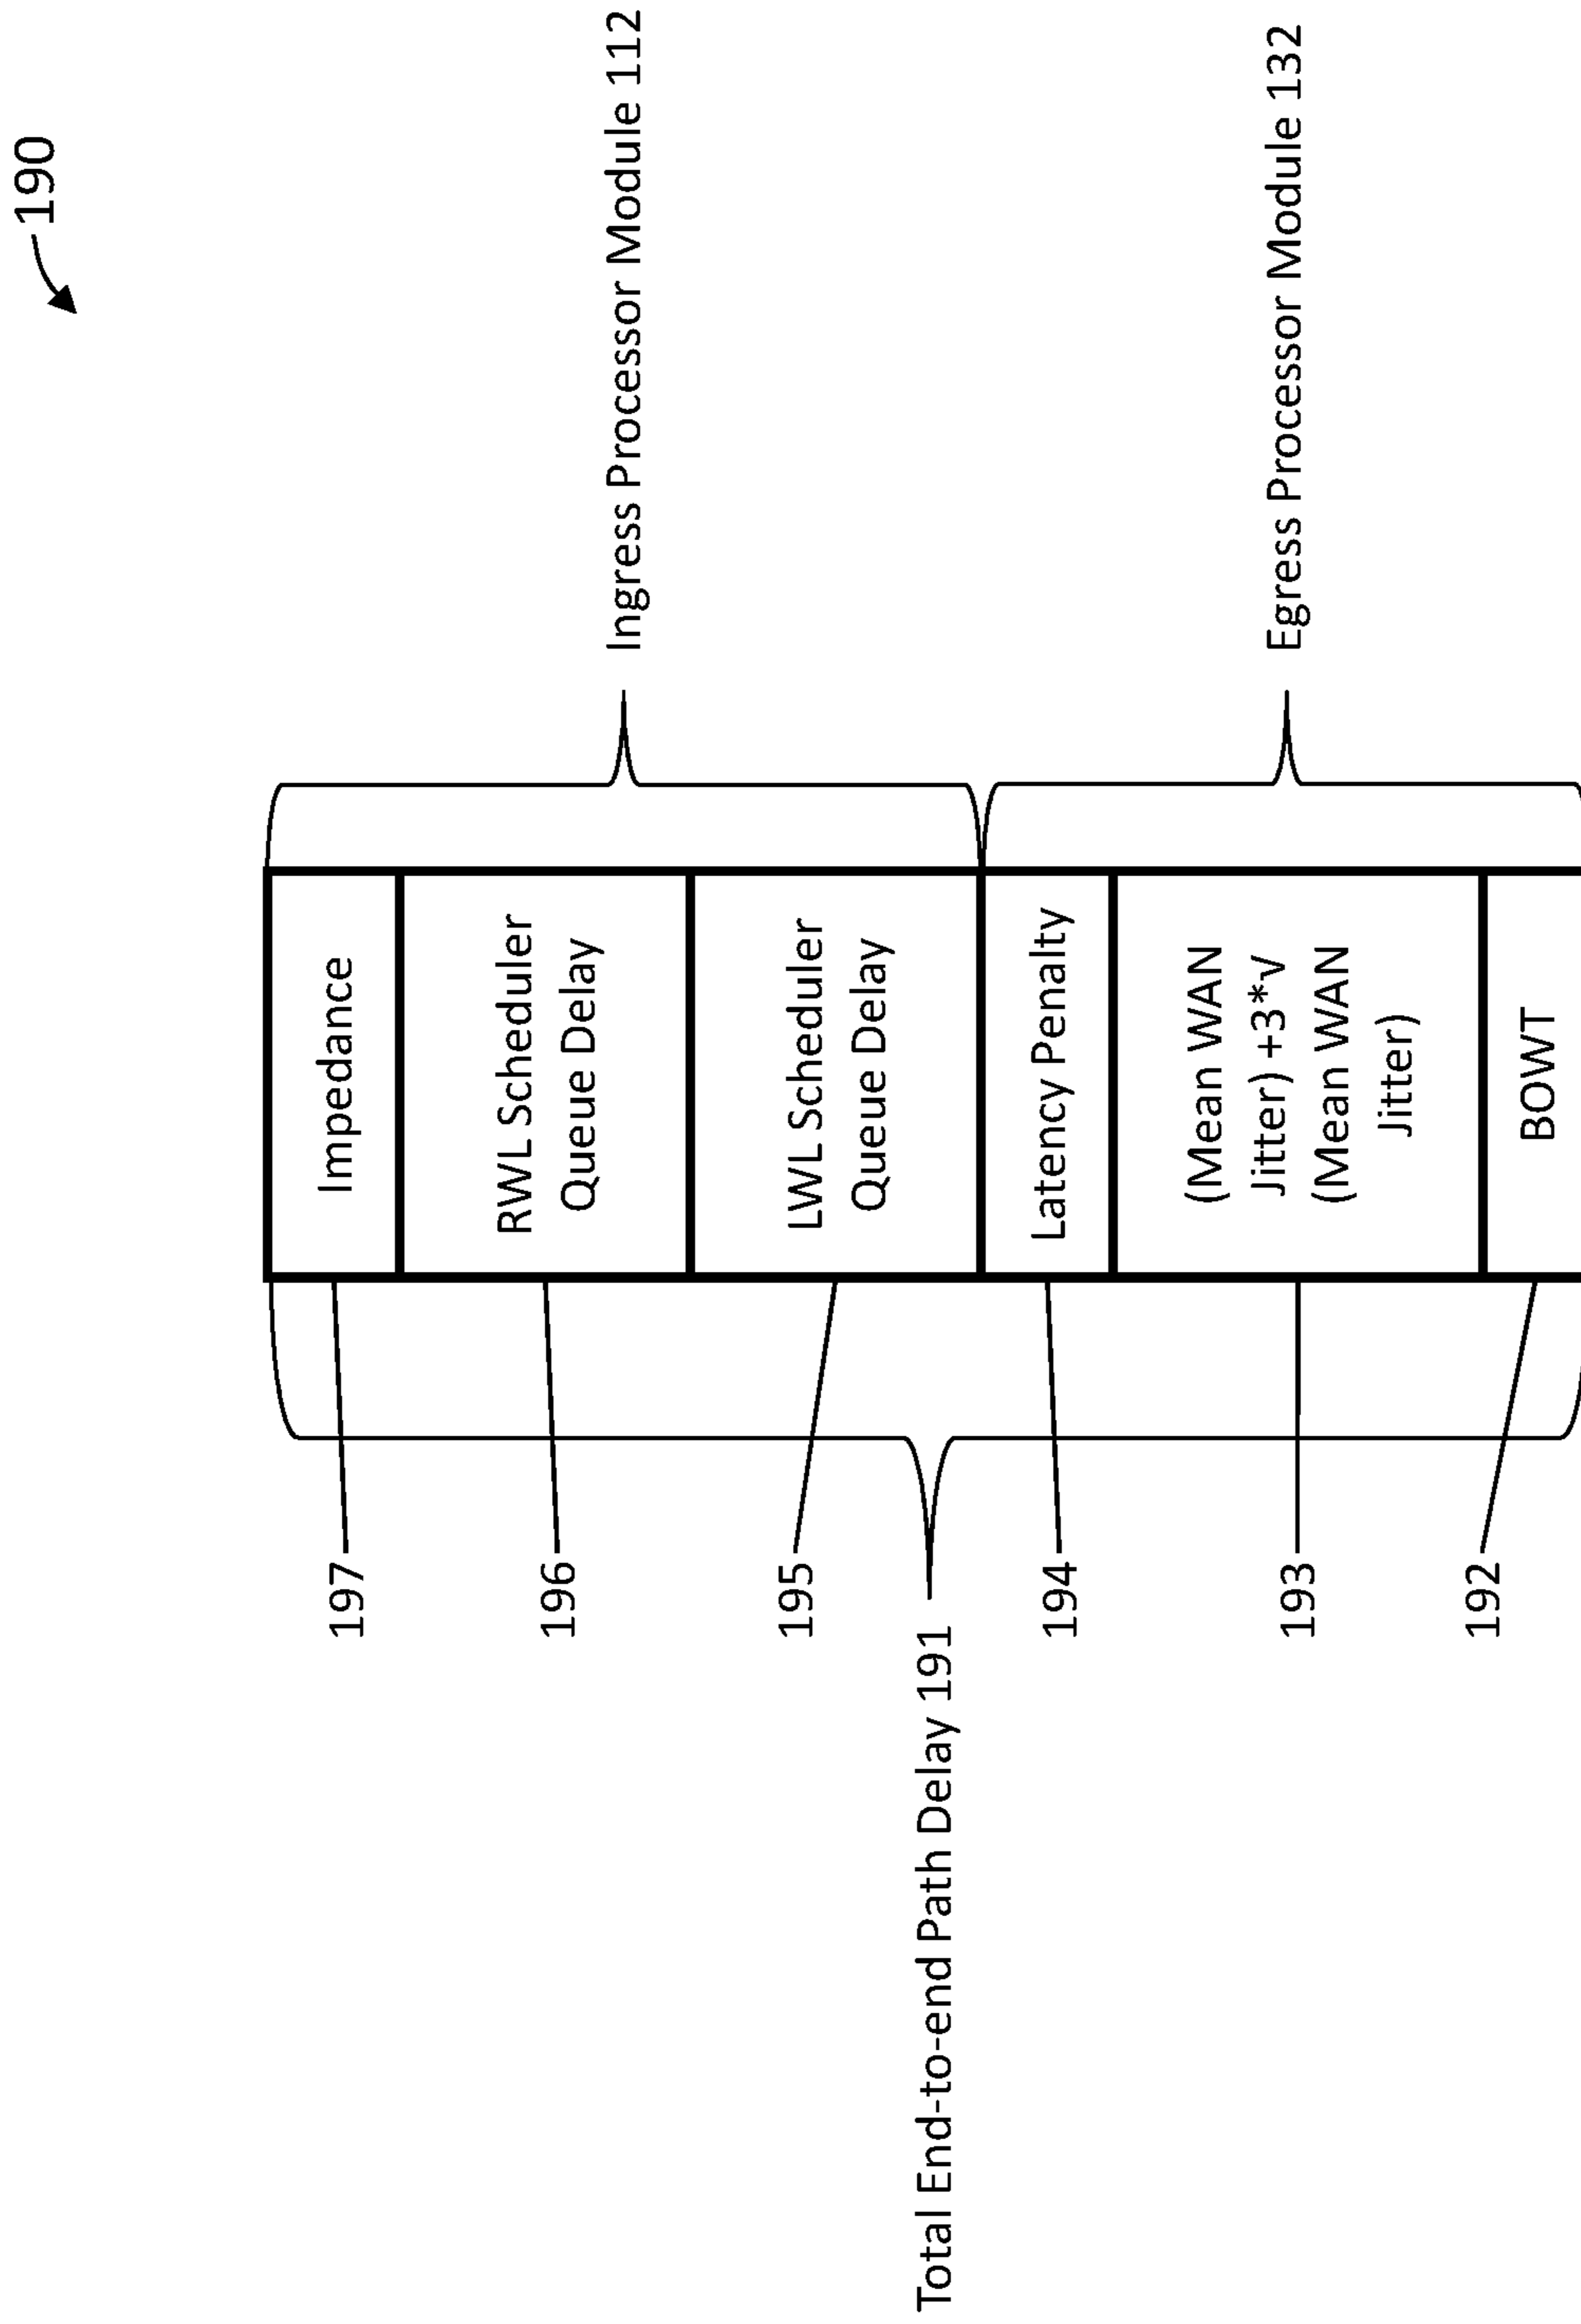 190
Impedance
RWL Scheduler
Queue Delay
LWL Scheduler
Queue Delay
Latency Penalty
(Mean WAN
Jitter) +3*√
(Mean WAN
Jitter)
BOWT
Ingress Processor Module 112
Egress Processor Module 132
197
196
195
194
193
192
Total End-to-end Path Delay 191